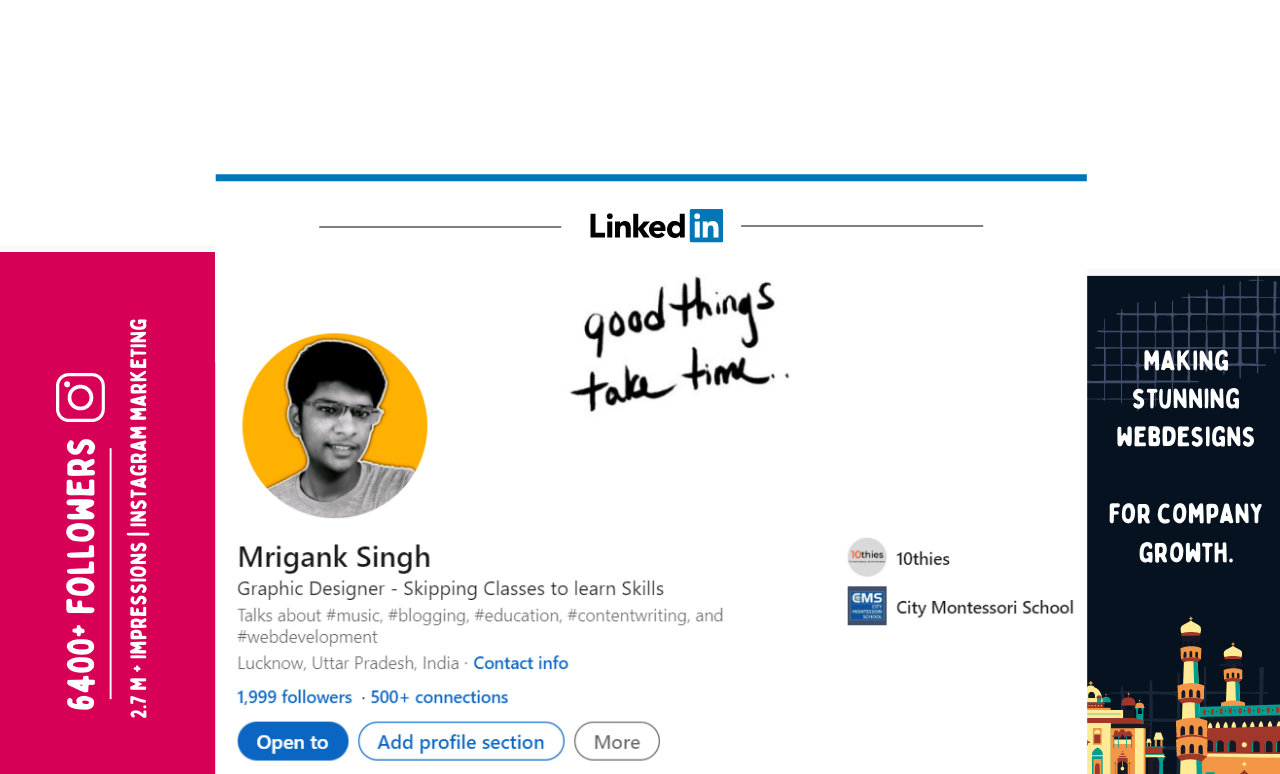 Linkedin
good things
take time..
6400+ FOLLOWERS
2.7 M + IMPRESSIONS | INSTAGRAM MARKETING
MAKING
STUNNING
WEBDESIGNS
FOR COMPANY
GROWTH.
Mrigank Singh
Graphic Designer - Skipping Classes to learn Skills
Talks about #music, #blogging, #education, #contentwriting, and
#webdevelopment
Lucknow, Uttar Pradesh, India · Contact info
1,999 followers · 500+ connections
Open to
Add profile section
More
10thies
10thies
CMS
CITY
MONTESSORI
SCHOOL
City Montessori School